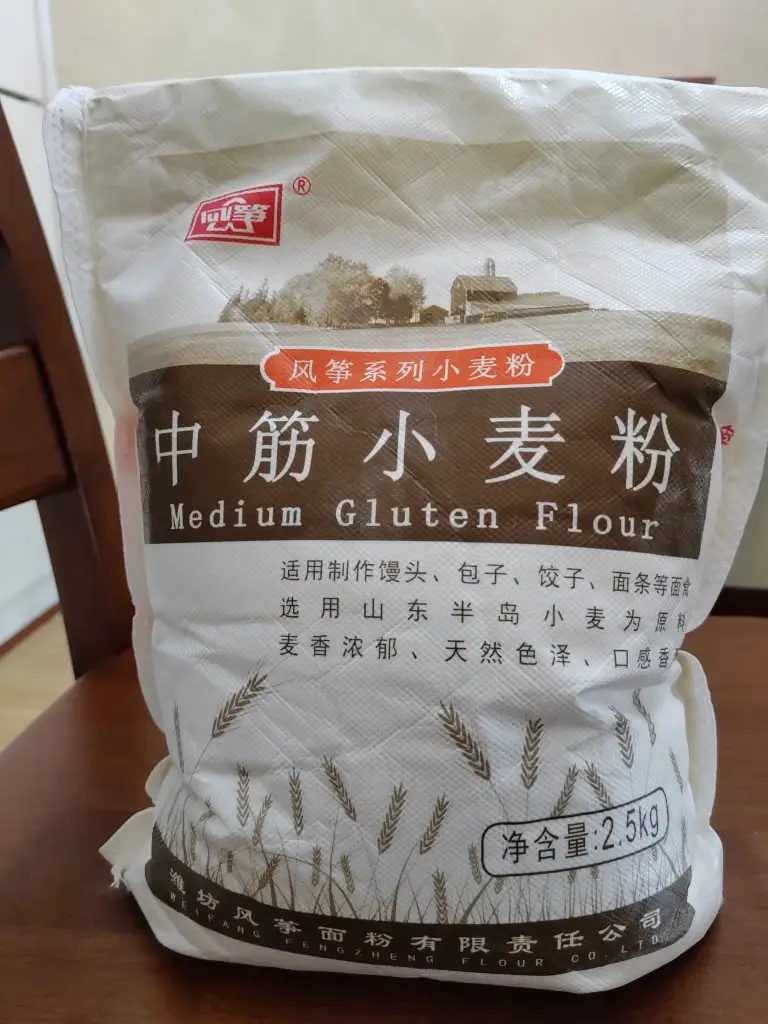 风筝
®
风筝系列小麦粉
中筋小麦粉
Medium Gluten Flour
适用制作馒头、包子、饺子、面条等面食
选用山东半岛小麦为原料
麦香浓郁、天然色泽、口感香
净含量:2.5kg
潍坊风筝面粉有限责任公司
WEIFANG FENGZHENG FLOUR CO.LTD